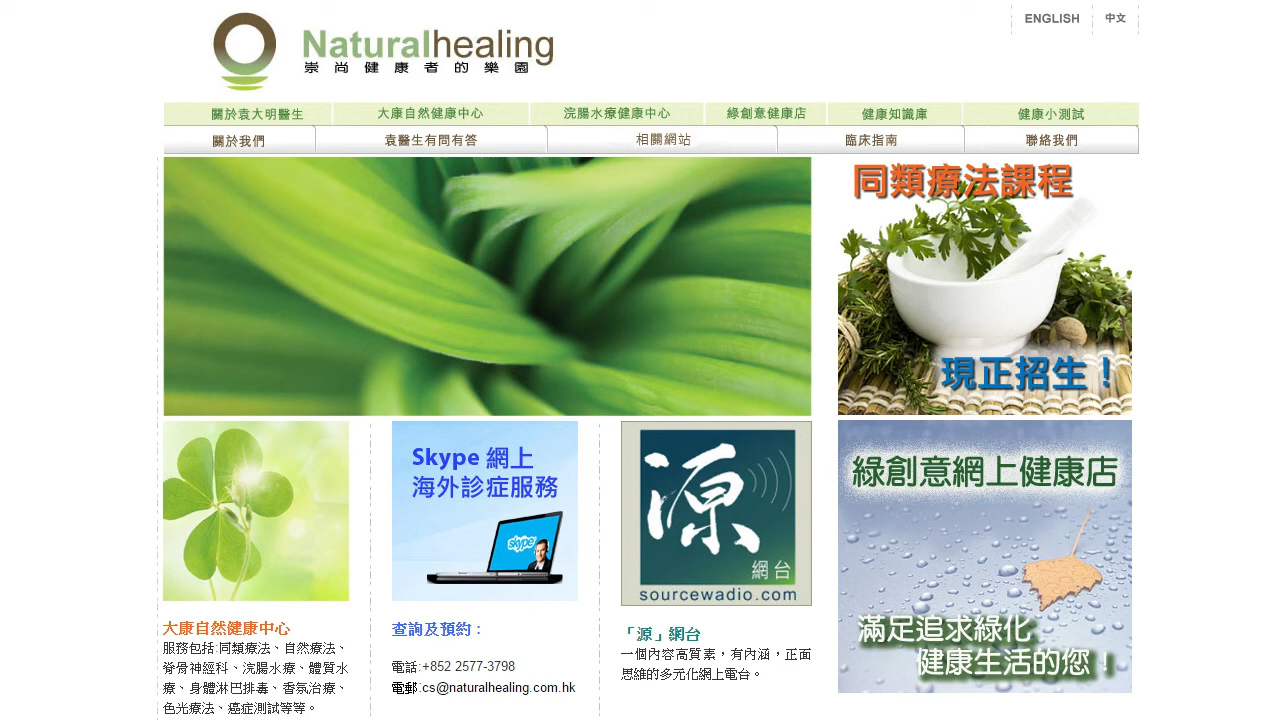 ENGLISH 中文
Naturalhealing
崇尚健康者的樂園
關於袁大明醫生 大康自然健康中心 浣腸水療健康中心 綠創意健康店 健康知識庫 健康小測試
關於我們 袁醫生有問有答 相關網站 臨床指南 聯絡我們
同類療法課程
現正招生！
Skype 網上
海外診症服務
skype
源
網台
sourcewadio.com
綠創意網上健康店
滿足追求綠化
健康生活的您！
大康自然健康中心
服務包括:同類療法、自然療法、
脊骨神經科、浣腸水療、體質水
療、身體淋巴排毒、香氛治療、
色光療法、癌症測試等等。
查詢及預約：
電話:+852 2577-3798
電郵:cs@naturalhealing.com.hk
「源」網台
一個內容高質素，有內涵，正面
思維的多元化網上電台。